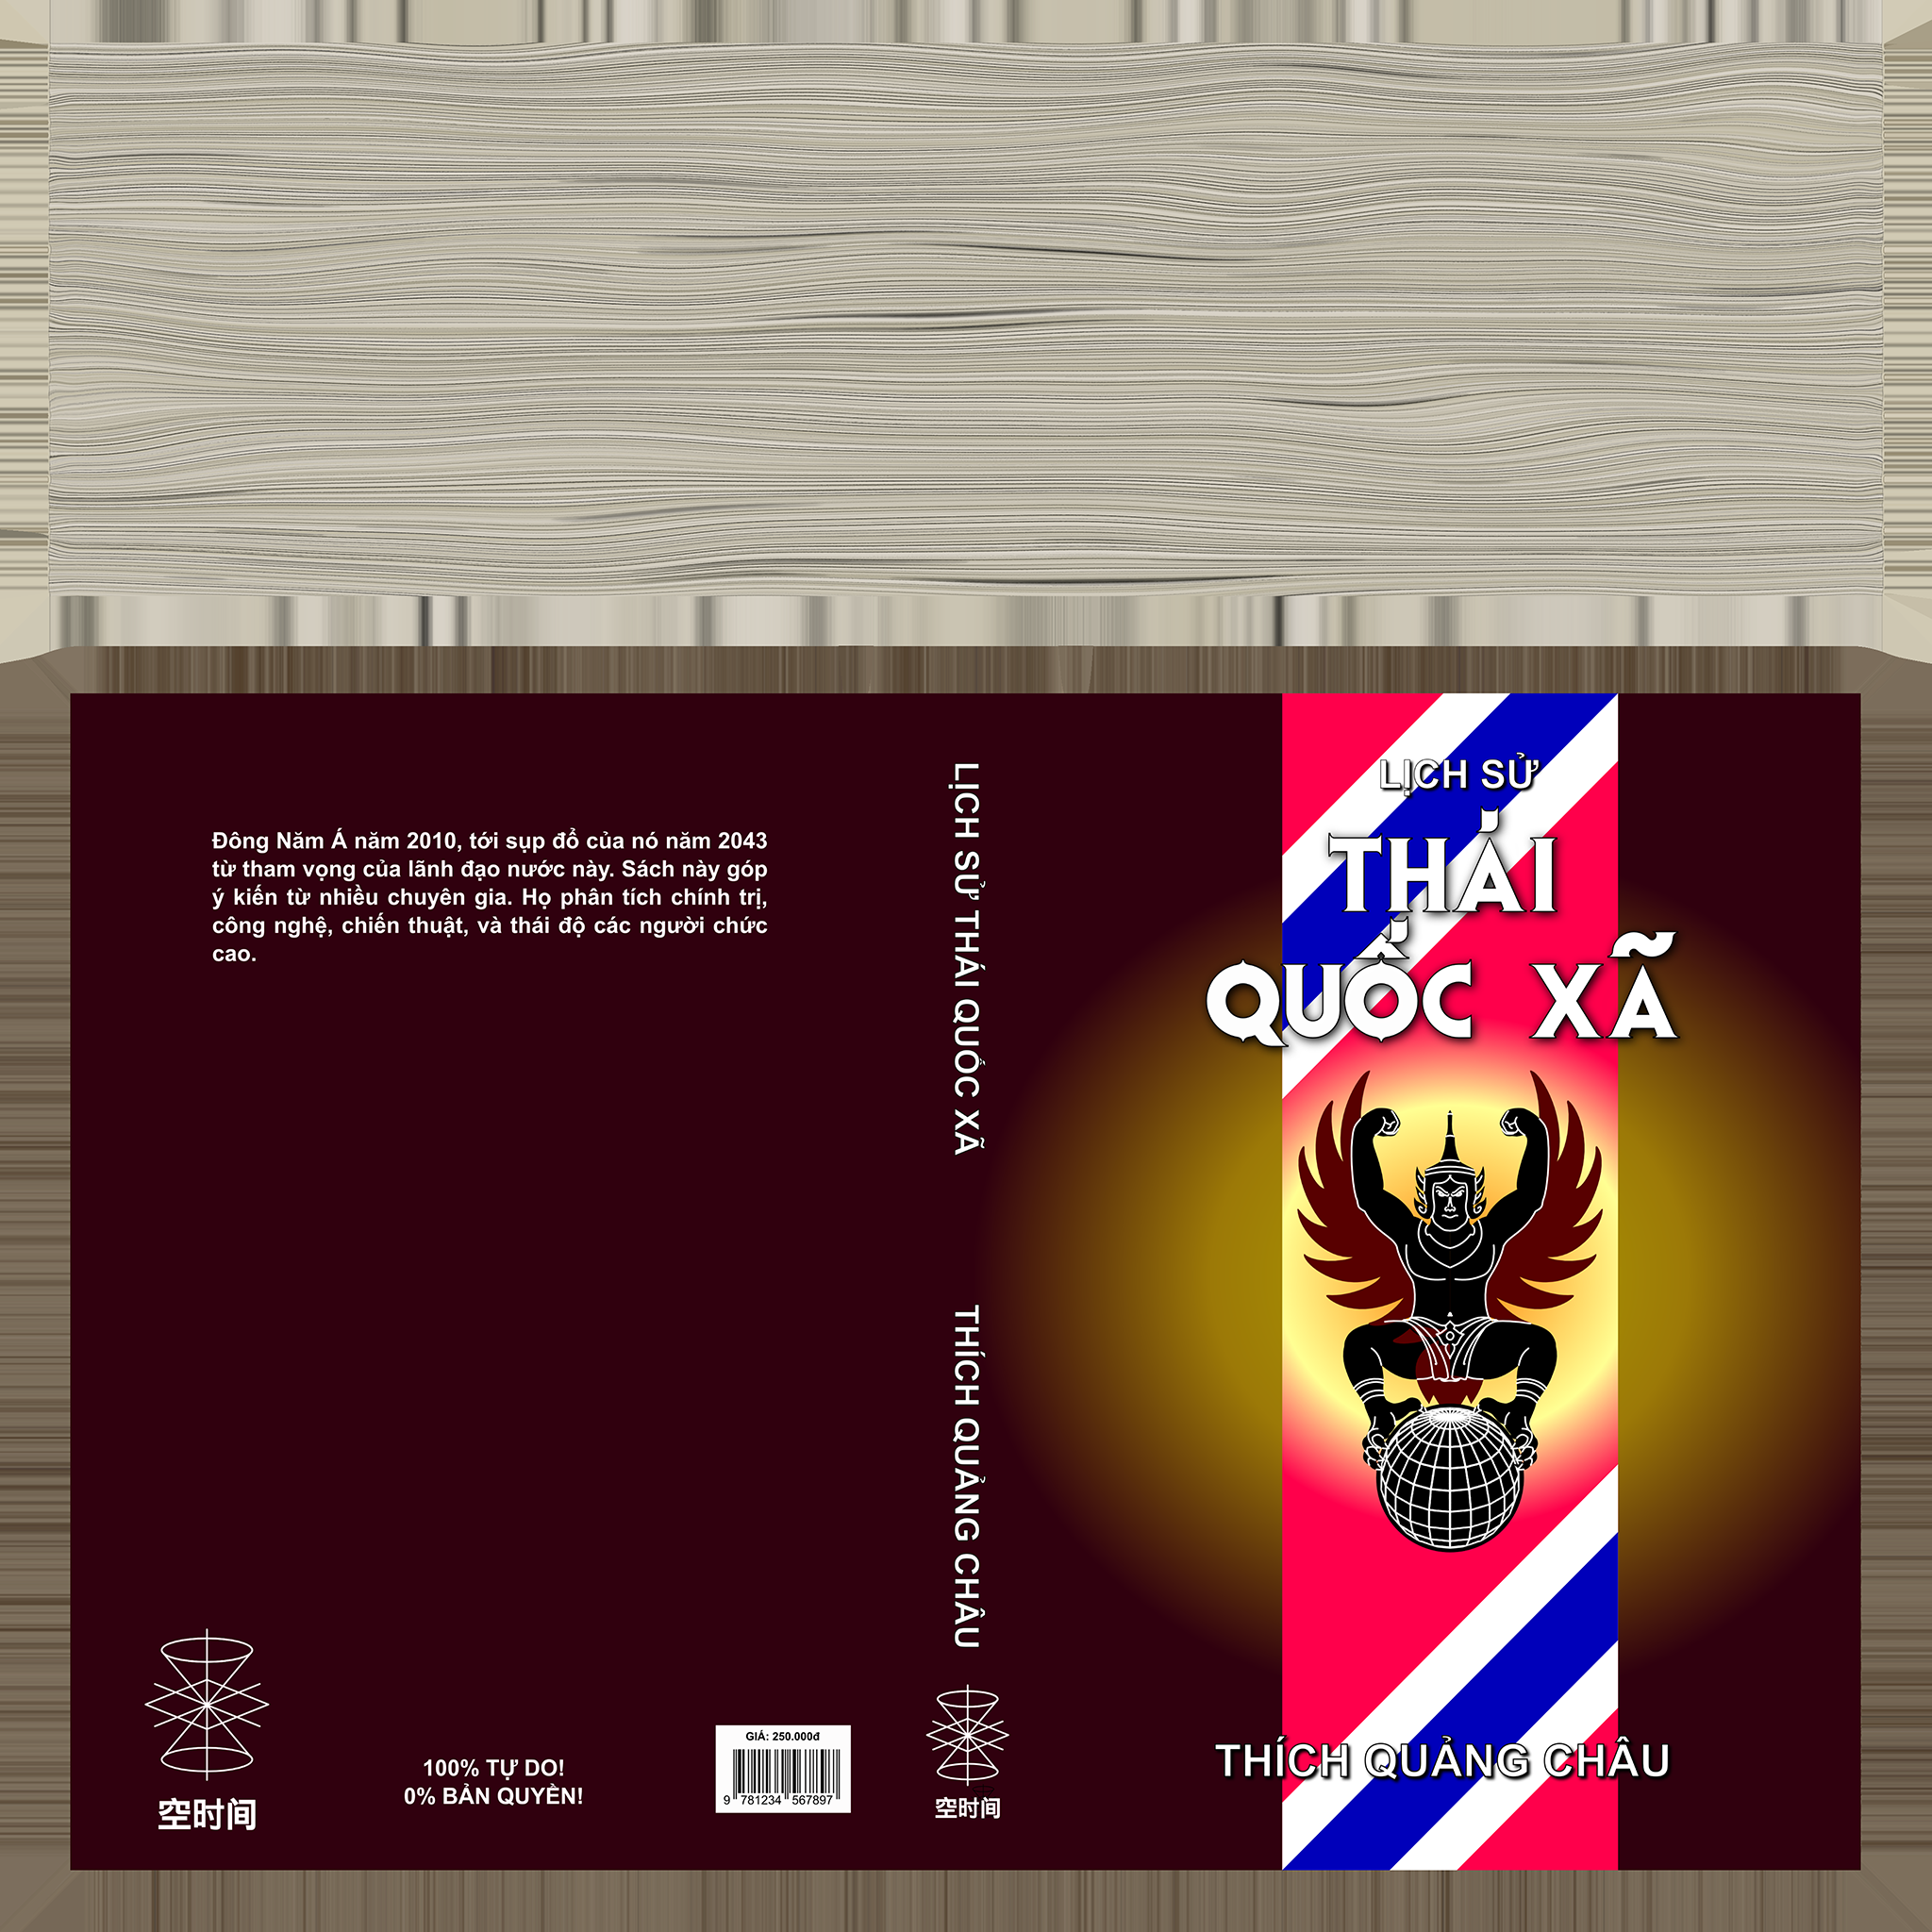 Đông Năm Á năm 2010, tới sụp đổ của nó năm 2043
từ tham vọng của lãnh đạo nước này. Sách này góp
ý kiến từ nhiều chuyên gia. Họ phân tích chính trị,
công nghệ, chiến thuật, và thái độ các người chức
cao.
空时间
100% TỰ DO!
0% BẢN QUYỀN!
GIÁ: 250.000đ
9 781234 567897
LỊCH SỬ THÁI QUỐC XÃ
THÍCH QUẢNG CHÂU
空时间
LỊCH SỬ
THÁI
QUỐC XÃ
THÍCH QUẢNG CHÂU